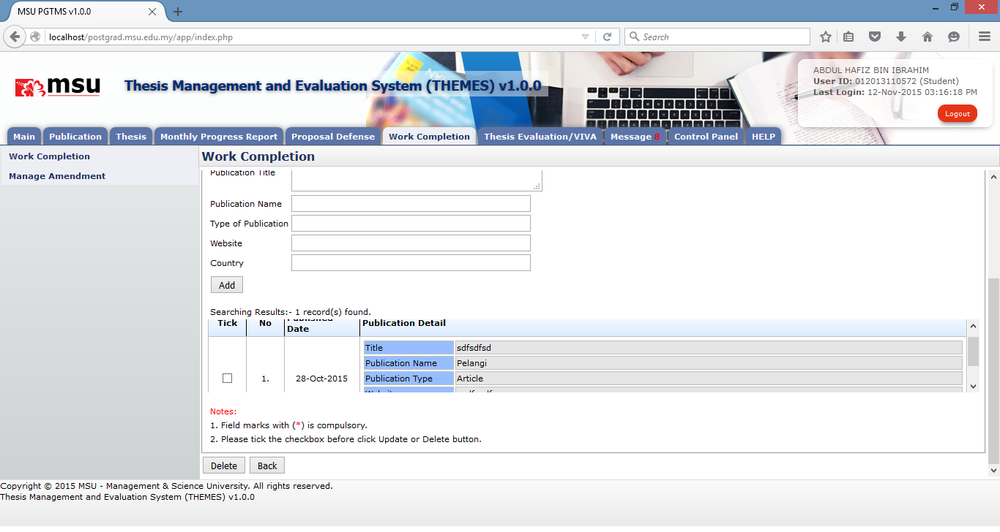 MSU PGTMS v1.0.0
localhost/postgrad.msu.edu.my/app/index.php
Search
msu
Thesis Management and Evaluation System (THEMES) v1.0.0
ABDUL HAFIZ BIN IBRAHIM
User ID: 012013110572 (Student)
Last Login: 12-Nov-2015 03:16:18 PM
Logout
Main Publication Thesis Monthly Progress Report Proposal Defense Work Completion Thesis Evaluation/VIVA Message 8 Control Panel HELP
Work Completion
Manage Amendment
Work Completion
Publication Title
Publication Name
Type of Publication
Website
Country
Add
Searching Results:- 1 record(s) found.
Tick No Published Date Publication Detail
1. 28-Oct-2015
Title sdfsdfsd
Publication Name Pelangi
Publication Type Article
Website
Notes:
1. Field marks with (*) is compulsory.
2. Please tick the checkbox before click Update or Delete button.
Delete Back
Copyright © 2015 MSU - Management & Science University. All rights reserved.
Thesis Management and Evaluation System (THEMES) v1.0.0